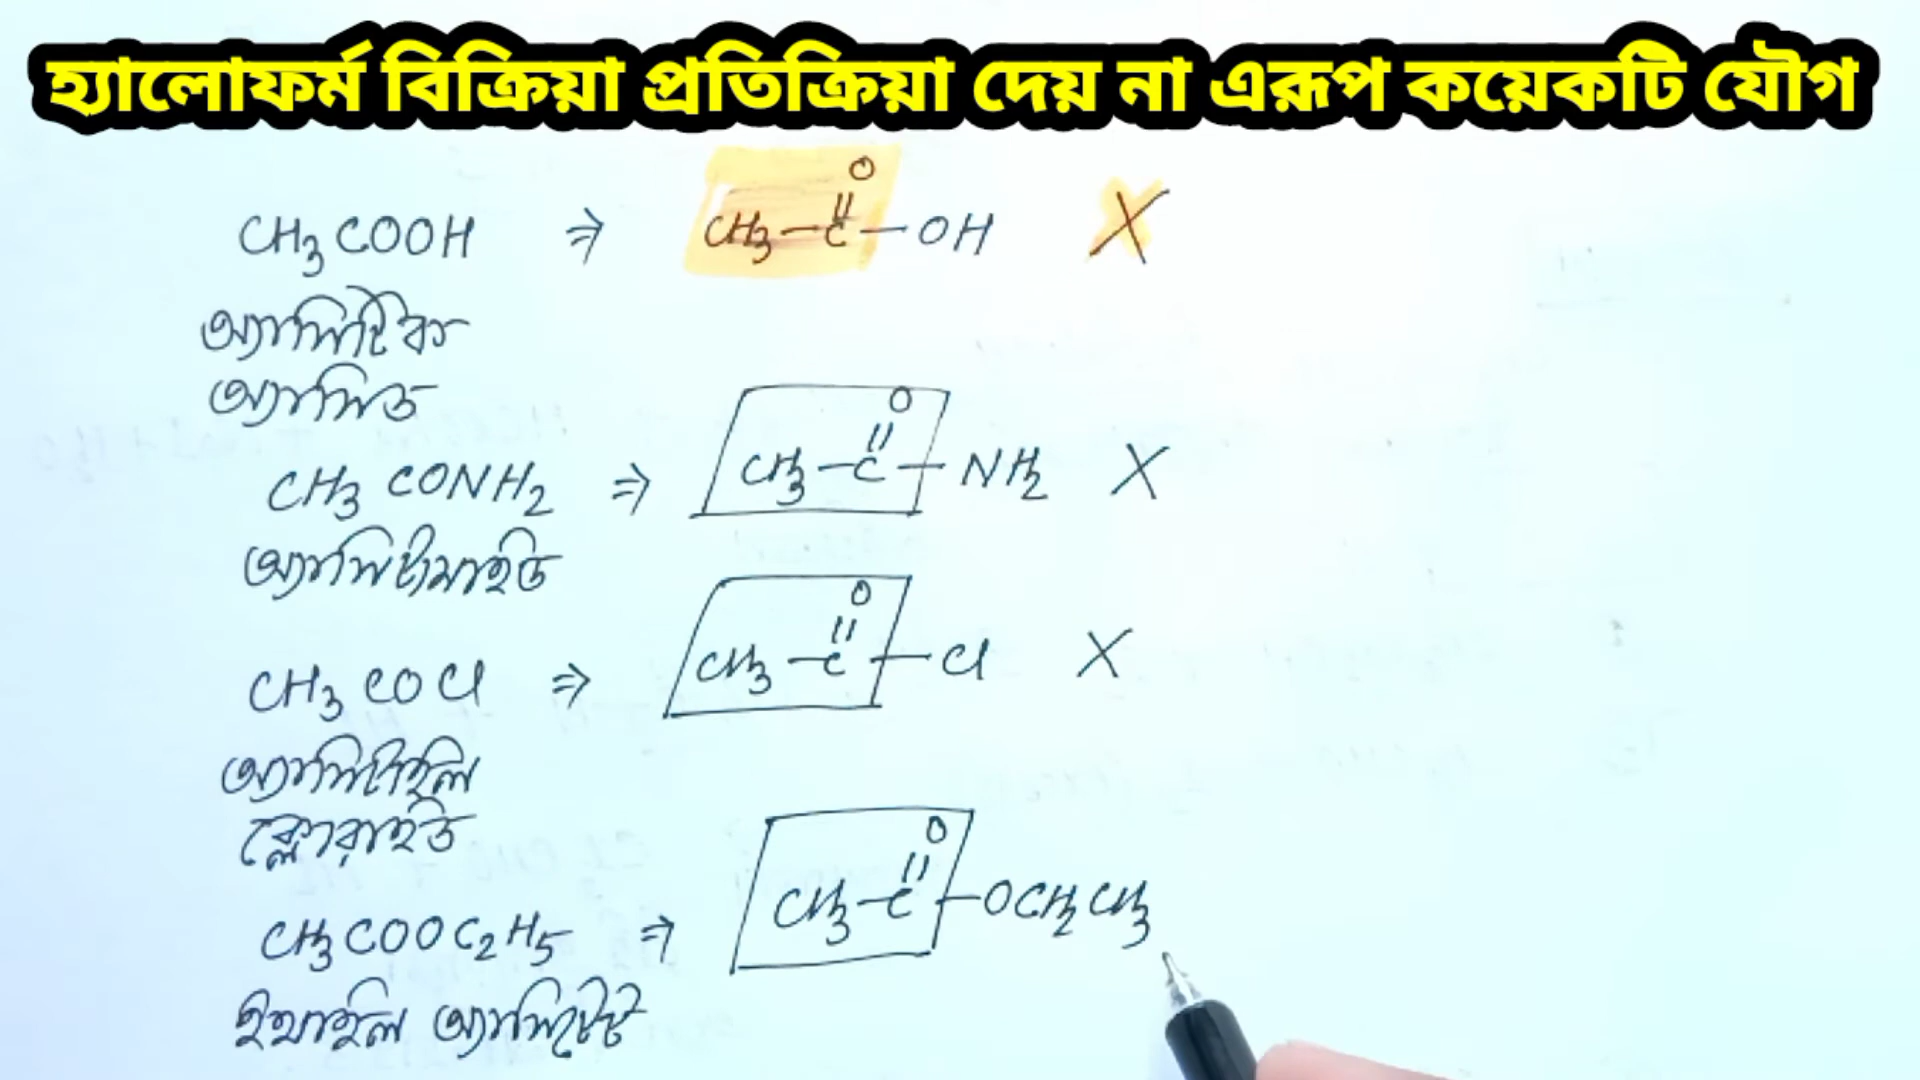 হ্যালোফর্ম বিক্রিয়া প্রতিক্রিয়া দেয় না এরূপ কয়েকটি যৌগ
O
CH3COOH ⇒ CH3-C-OH X
অ্যাসিটিক
অ্যাসিড
O
CH3CONH2 ⇒ CH3-C-NH2 X
অ্যাসিটামাইড
O
CH3COCl ⇒ CH3-C-Cl X
অ্যাসিটাইল
ক্লোরাইড
O
CH3COOC2H5 ⇒ CH3-C-OCH2CH3
ইথাইল অ্যাসিটেট